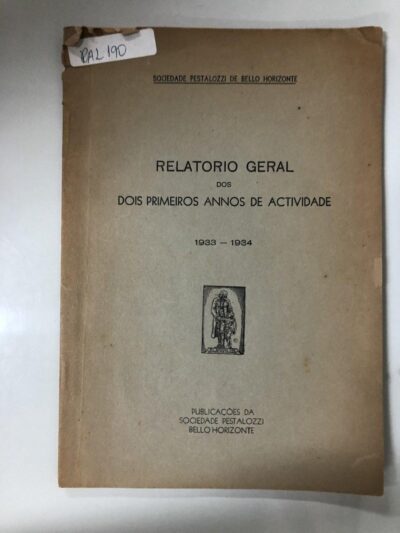 PAL 190
SOCIEDADE PESTALOZZI DE BELLO HORIZONTE
RELATORIO GERAL
DOS
DOIS PRIMEIROS ANNOS DE ACTIVIDADE
1933 – 1934
PUBLICAÇÕES DA
SOCIEDADE PESTALOZZI
BELLO HORIZONTE